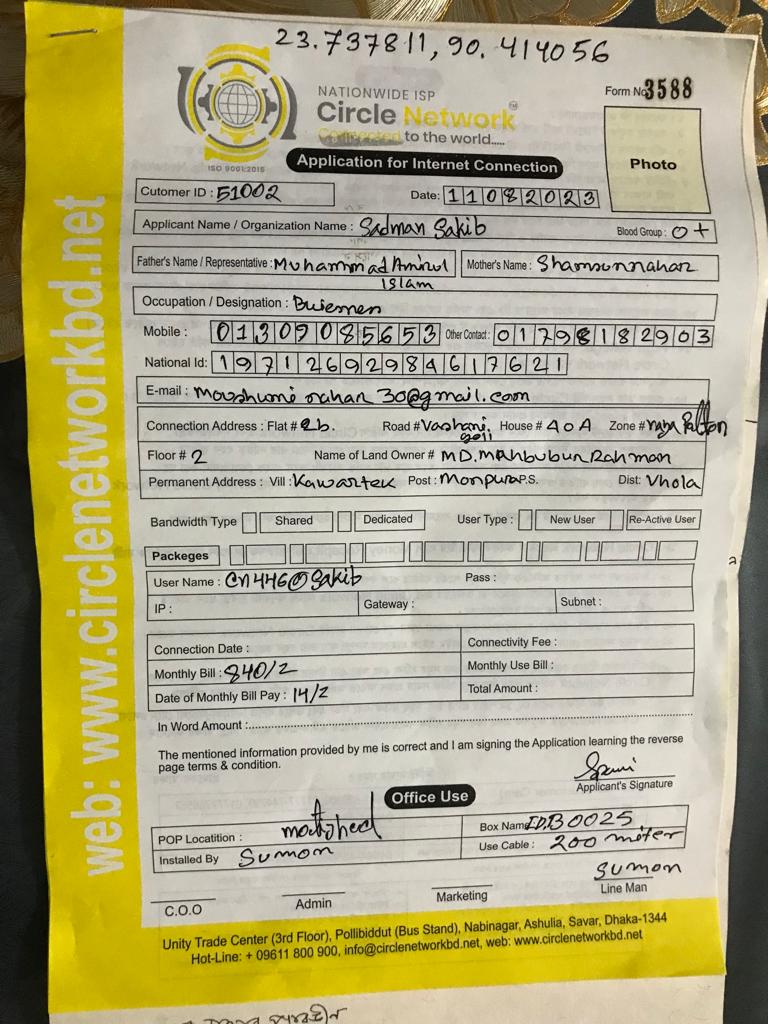 23.737811, 90.414056
NATIONWIDE ISP
Form No. 3588
Circle Network TM
Connected to the world.....
ISO 9001:2015
Application for Internet Connection
Photo
Cutomer ID : 51002 Date: 11082023
Applicant Name / Organization Name : Sadman Sakib Blood Group : O+
Father's Name / Representative : Muhammad Amirul Islam Mother's Name : Shamsunnahar
Occupation / Designation :
Mobile : 01309085653 Other Contact : 01798182903
National Id: 19712692984617621
E-mail : moushumi nahar 30@gmail.com
Connection Address : Flat # 2b. Road # Vashani goli House # 40A Zone # naya Palton
Floor # 2 Name of Land Owner # MD. Mahbubur Rahman
Permanent Address : Vill : Kawartek Post : Monpura P.S. Dist: Vhola
Bandwidth Type Shared Dedicated User Type : New User Re-Active User
Packeges
User Name : Cn446@Sakib Pass :
IP : Gateway : Subnet :
Connection Date : Connectivity Fee :
Monthly Bill : 840/2 Monthly Use Bill :
Date of Monthly Bill Pay : 14/2 Total Amount :
In Word Amount :
The mentioned information provided by me is correct and I am signing the Application learning the reverse
page terms & condition.
Applicant's Signature
Office Use
POP Locatition : Box Name IDB0025
Installed By Sumon Use Cable : 200 miter
Sumon
C.O.O Admin Marketing Line Man
Unity Trade Center (3rd Floor), Pollibiddut (Bus Stand), Nabinagar, Ashulia, Savar, Dhaka-1344
Hot-Line: + 09611 800 900, info@circlenetworkbd.net, web: www.circlenetworkbd.net
web: www.circlenetworkbd.net